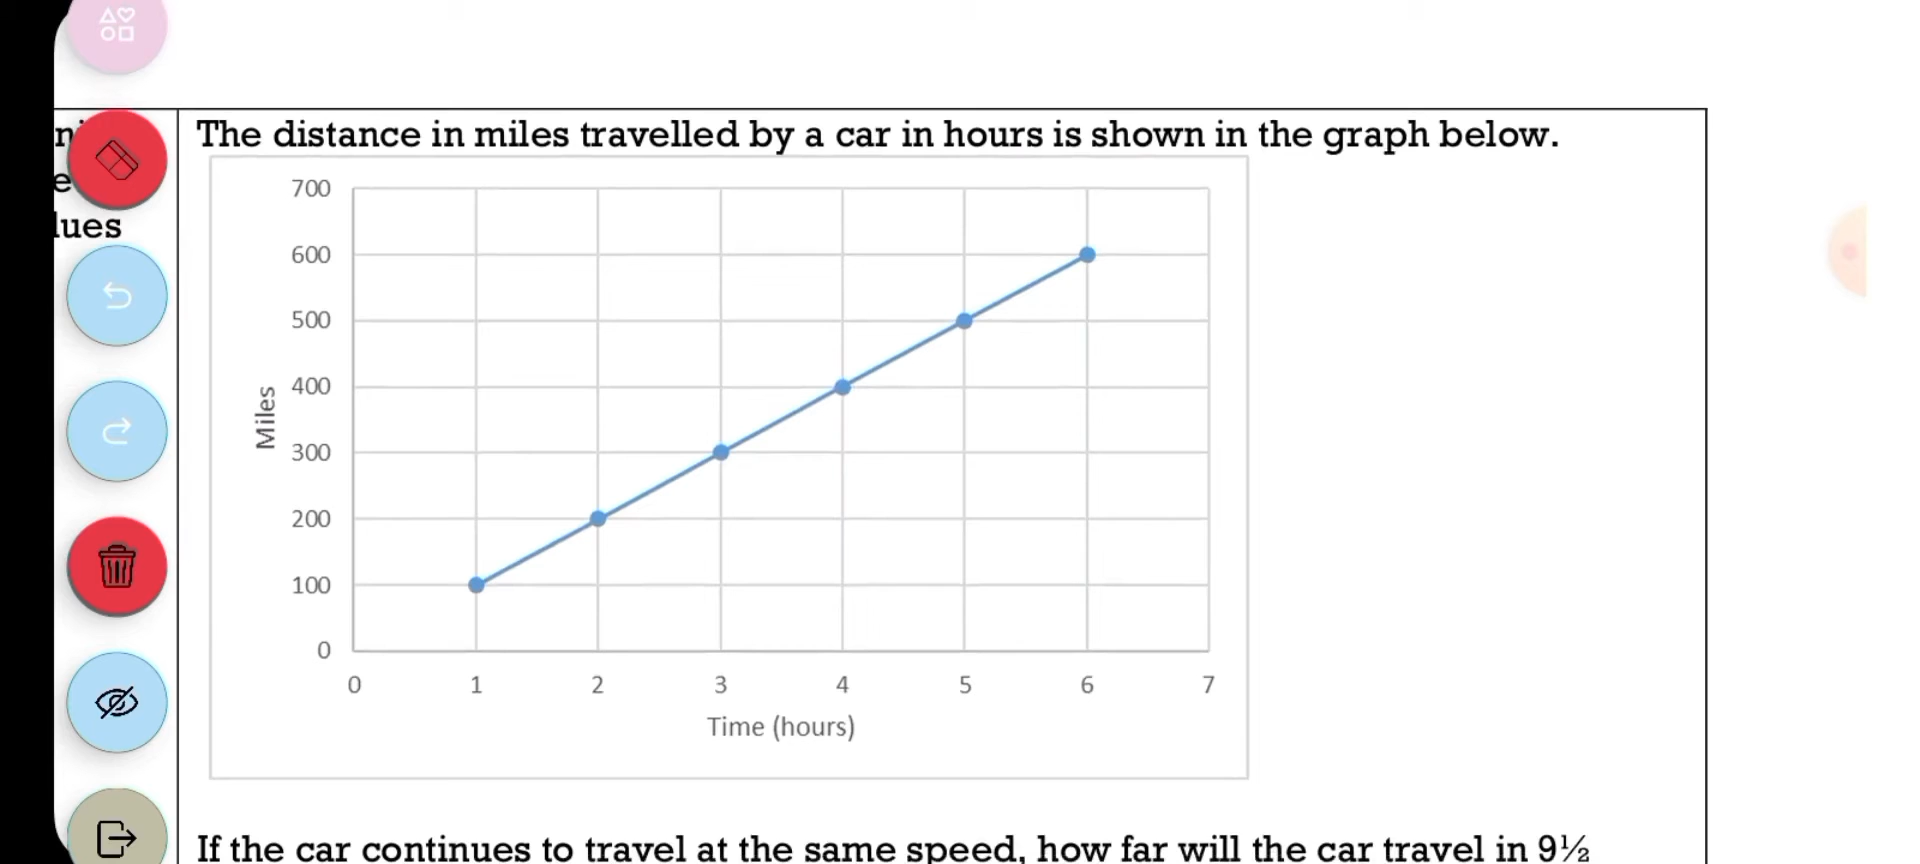 The distance in miles travelled by a car in hours is shown in the graph below.
lues
700
600
500
400
300
200
100
0
Miles
0 1 2 3 4 5 6 7
Time (hours)
If the car continues to travel at the same speed, how far will the car travel in 9½